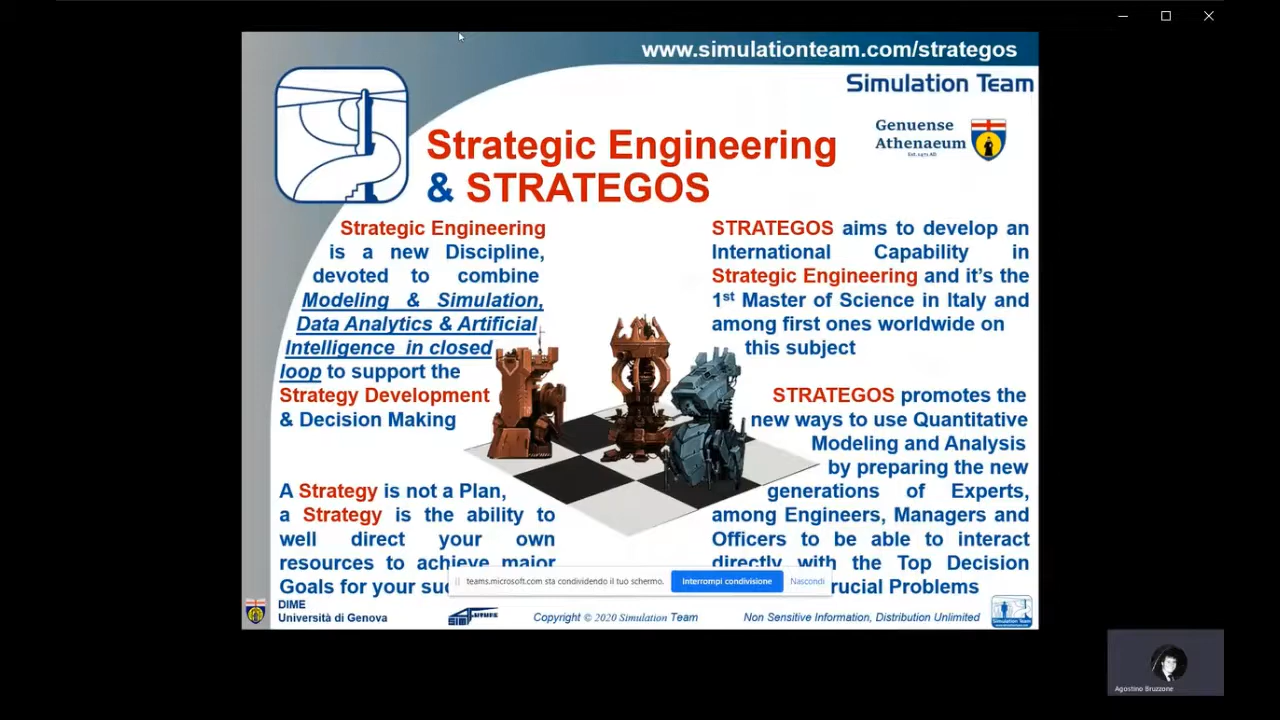 www.simulationteam.com/strategos
Simulation Team
Genuense
Athenaeum
Strategic Engineering
& STRATEGOS
Strategic Engineering
is a new Discipline,
devoted to combine
Modeling & Simulation,
Data Analytics & Artificial
Intelligence in closed
loop to support the
Strategy Development
& Decision Making
A Strategy is not a Plan,
a Strategy is the ability to
well direct your own
resources to achieve major
Goals for your
STRATEGOS aims to develop an
International Capability in
Strategic Engineering and it's the
1st Master of Science in Italy and
among first ones worldwide on
this subject
STRATEGOS promotes the
new ways to use Quantitative
Modeling and Analysis
by preparing the new
generations of Experts,
among Engineers, Managers and
Officers to be able to interact
directly with the Top Decision
Problems
teams.microsoft.com sta condividendo il tuo schermo.
Interrompi condivisione
Nascondi
DIME
Università di Genova
Copyright © 2020 Simulation Team
Non Sensitive Information, Distribution Unlimited
Simulation Team
Agostino Bruzzone